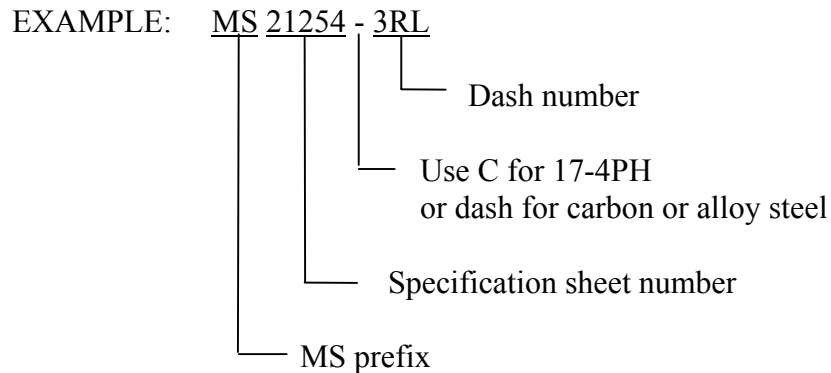 EXAMPLE: MS 21254 - 3RL
Dash number
Use C for 17-4PH
or dash for carbon or alloy steel
Specification sheet number
MS prefix